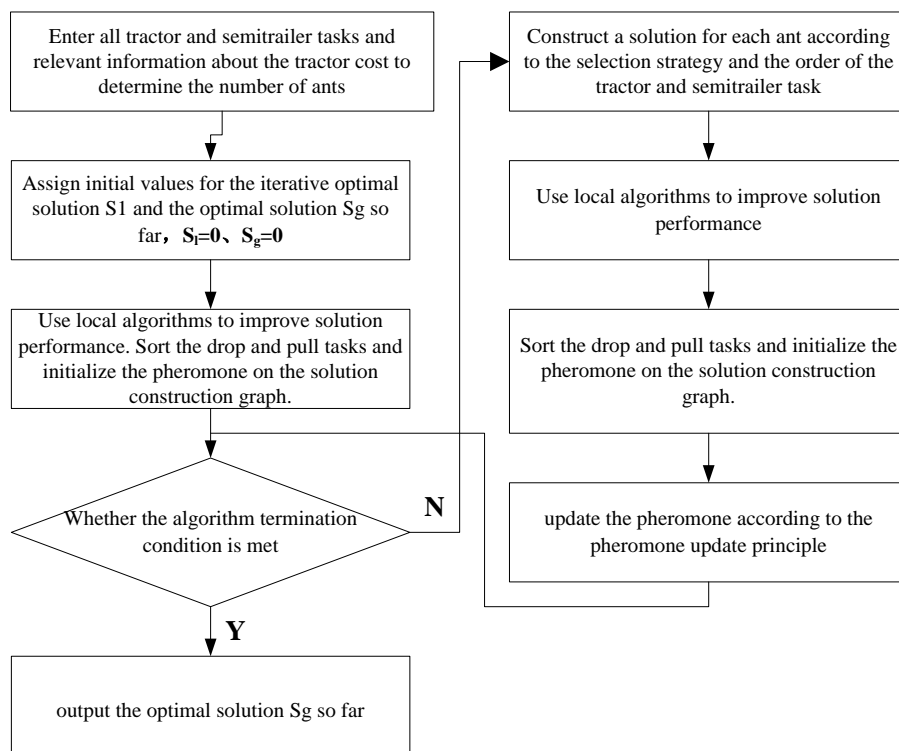 Enter all tractor and semitrailer tasks and
relevant information about the tractor cost to
determine the number of ants
Assign initial values for the iterative optimal
solution S1 and the optimal solution Sg so
far，Sl=0、Sg=0
Use local algorithms to improve solution
performance. Sort the drop and pull tasks and
initialize the pheromone on the solution
construction graph.
Whether the algorithm termination
condition is met
N
Y
output the optimal solution Sg so far
Construct a solution for each ant according
to the selection strategy and the order of the
tractor and semitrailer task
Use local algorithms to improve solution
performance
Sort the drop and pull tasks and initialize the
pheromone on the solution construction
graph.
update the pheromone according to the
pheromone update principle